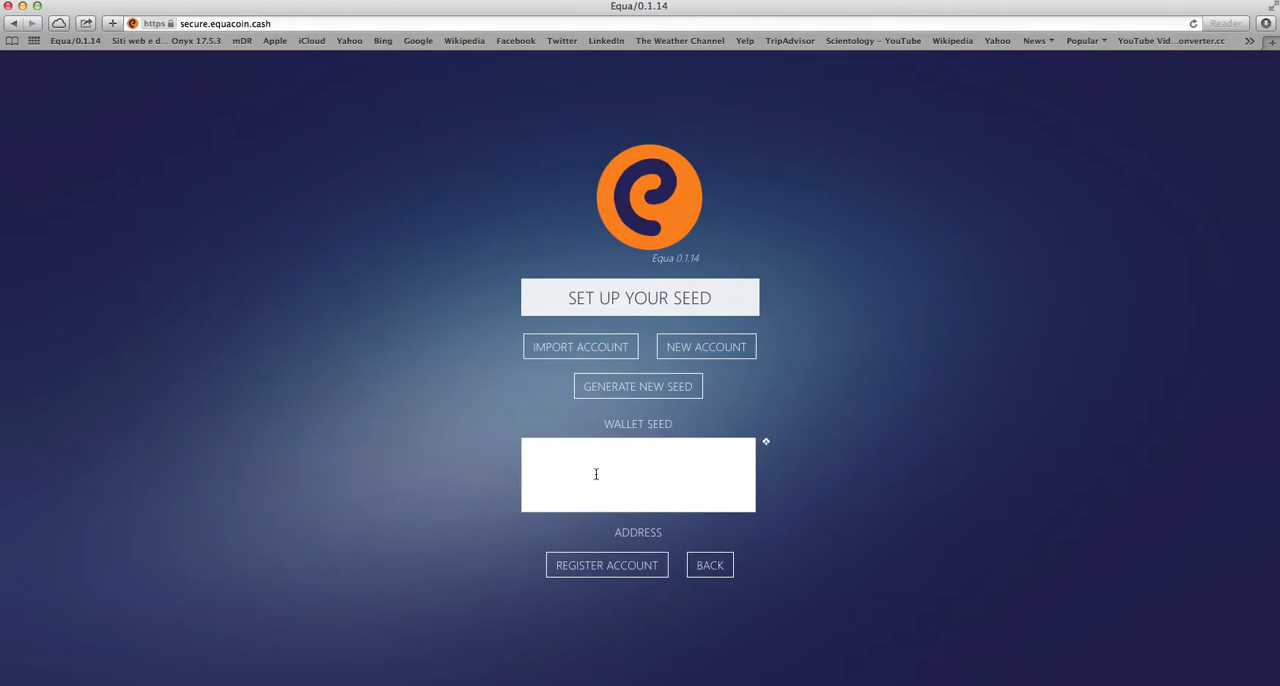 Equa/0.1.14
https secure.equacoin.cash
Reader
Equa/0.1.14 Siti web e d... Onyx 17.5.3 mDR Apple iCloud Yahoo Bing Google Wikipedia Facebook Twitter LinkedIn The Weather Channel Yelp TripAdvisor Scientology – YouTube Wikipedia Yahoo News Popular YouTube Vid...onverter.cc
Equa 0.1.14
SET UP YOUR SEED
IMPORT ACCOUNT NEW ACCOUNT
GENERATE NEW SEED
WALLET SEED
ADDRESS
REGISTER ACCOUNT BACK